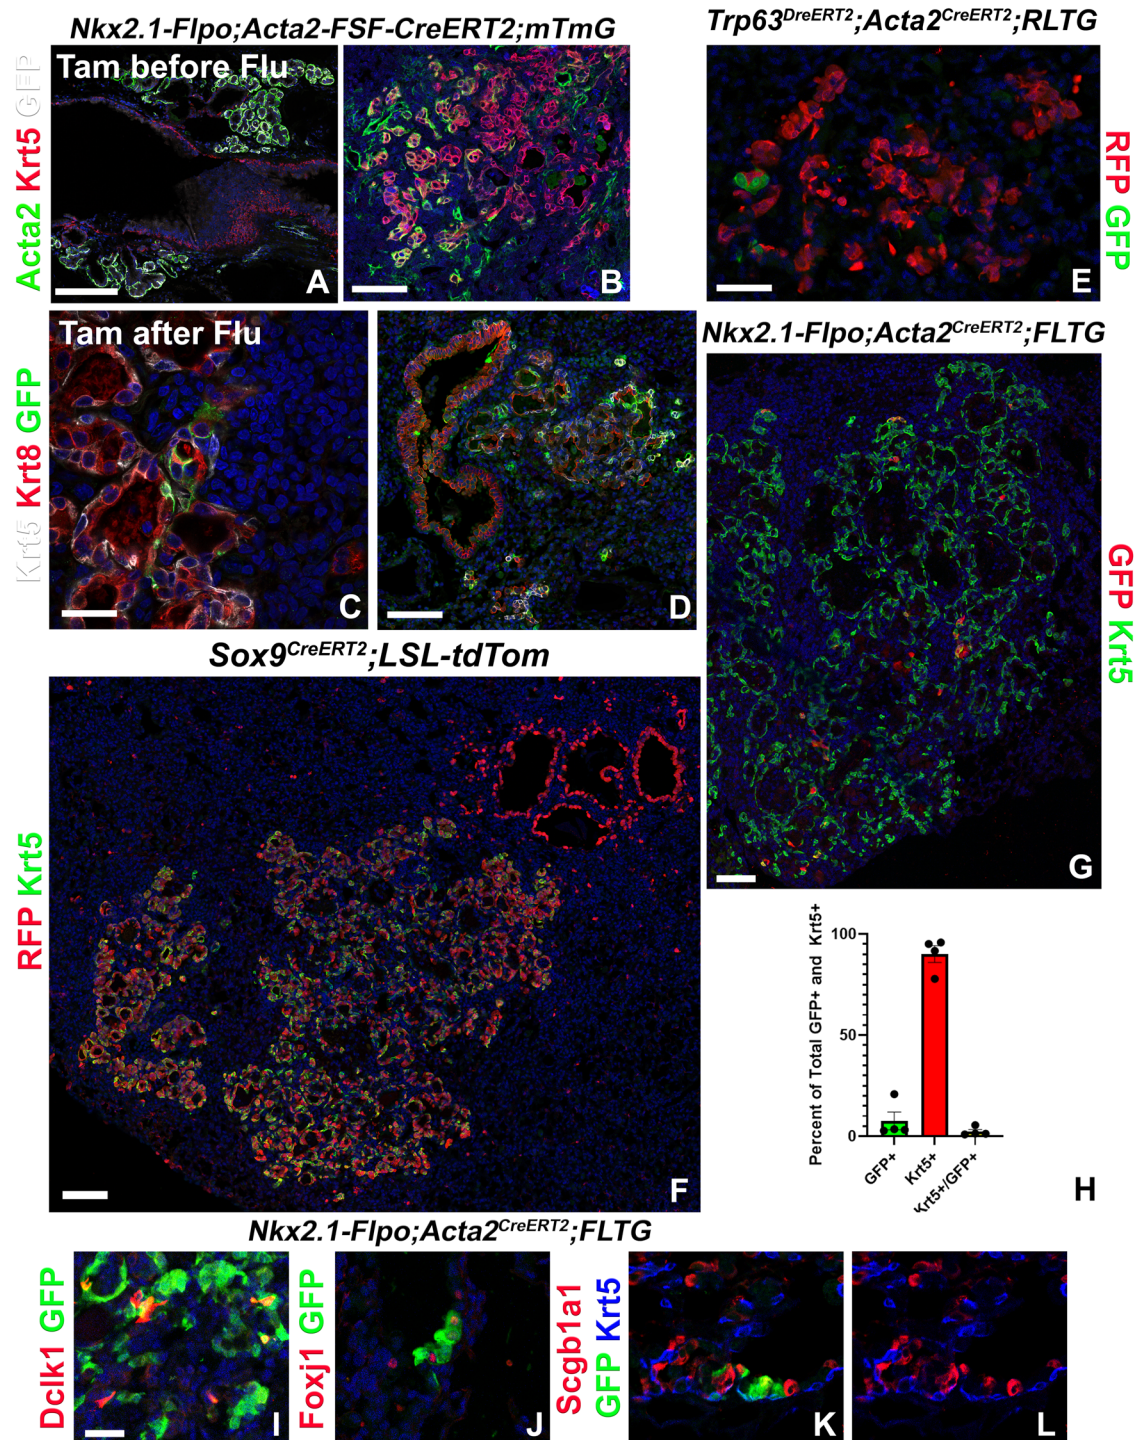 Nkx2.1-Flpo;Acta2-FSF-CreERT2;mTmG
Trp63DreERT2;Acta2CreERT2;RLTG
Tam before Flu
Acta2 Krt5 GFP
A
B
RFP GFP
E
Tam after Flu
Krt5 Krt8 GFP
C
D
Nkx2.1-Flpo;Acta2CreERT2;FLTG
GFP Krt5
G
Sox9CreERT2;LSL-tdTom
RFP Krt5
F
Percent of Total GFP+ and Krt5+
100
50
0
GFP+
Krt5+
Krt5+/GFP+
H
Nkx2.1-Flpo;Acta2CreERT2;FLTG
Dclk1 GFP
I
Foxj1 GFP
J
Scgb1a1
GFP Krt5
K
L